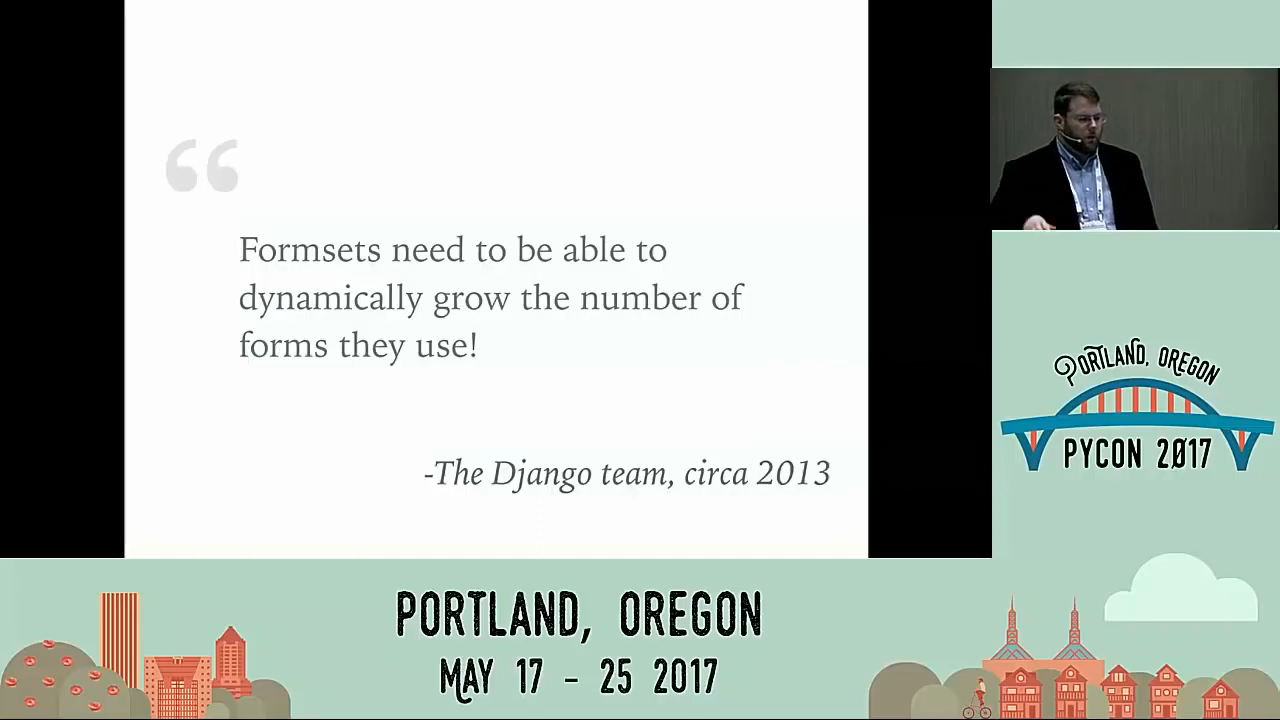 “
Formsets need to be able to
dynamically grow the number of
forms they use!
-The Django team, circa 2013
PORTLAND, OREGON
PYCON 2017
PORTLAND, OREGON
MAY 17 - 25 2017